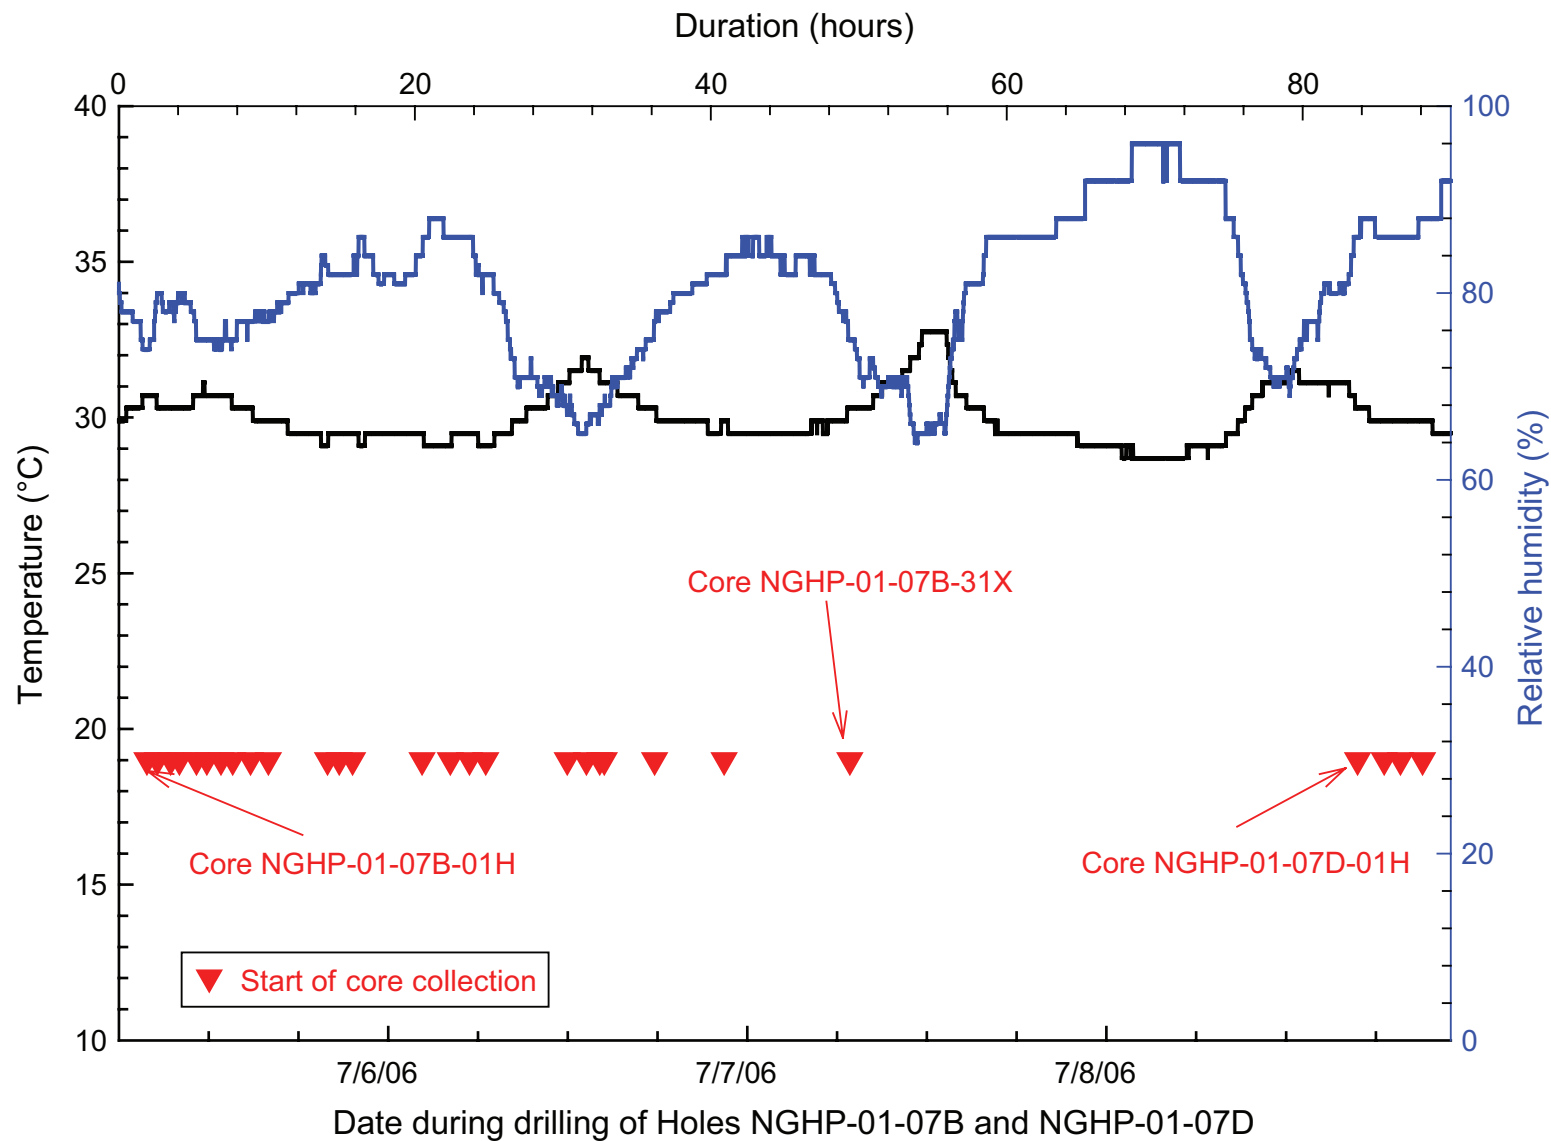 Duration (hours)
0 20 40 60 80
40 100
35
80
30
60
25
Core NGHP-01-07B-31X
40
20
Core NGHP-01-07B-01H Core NGHP-01-07D-01H
20
15
Start of core collection
10 0
Temperature (°C)
Relative humidity (%)
7/6/06 7/7/06 7/8/06
Date during drilling of Holes NGHP-01-07B and NGHP-01-07D